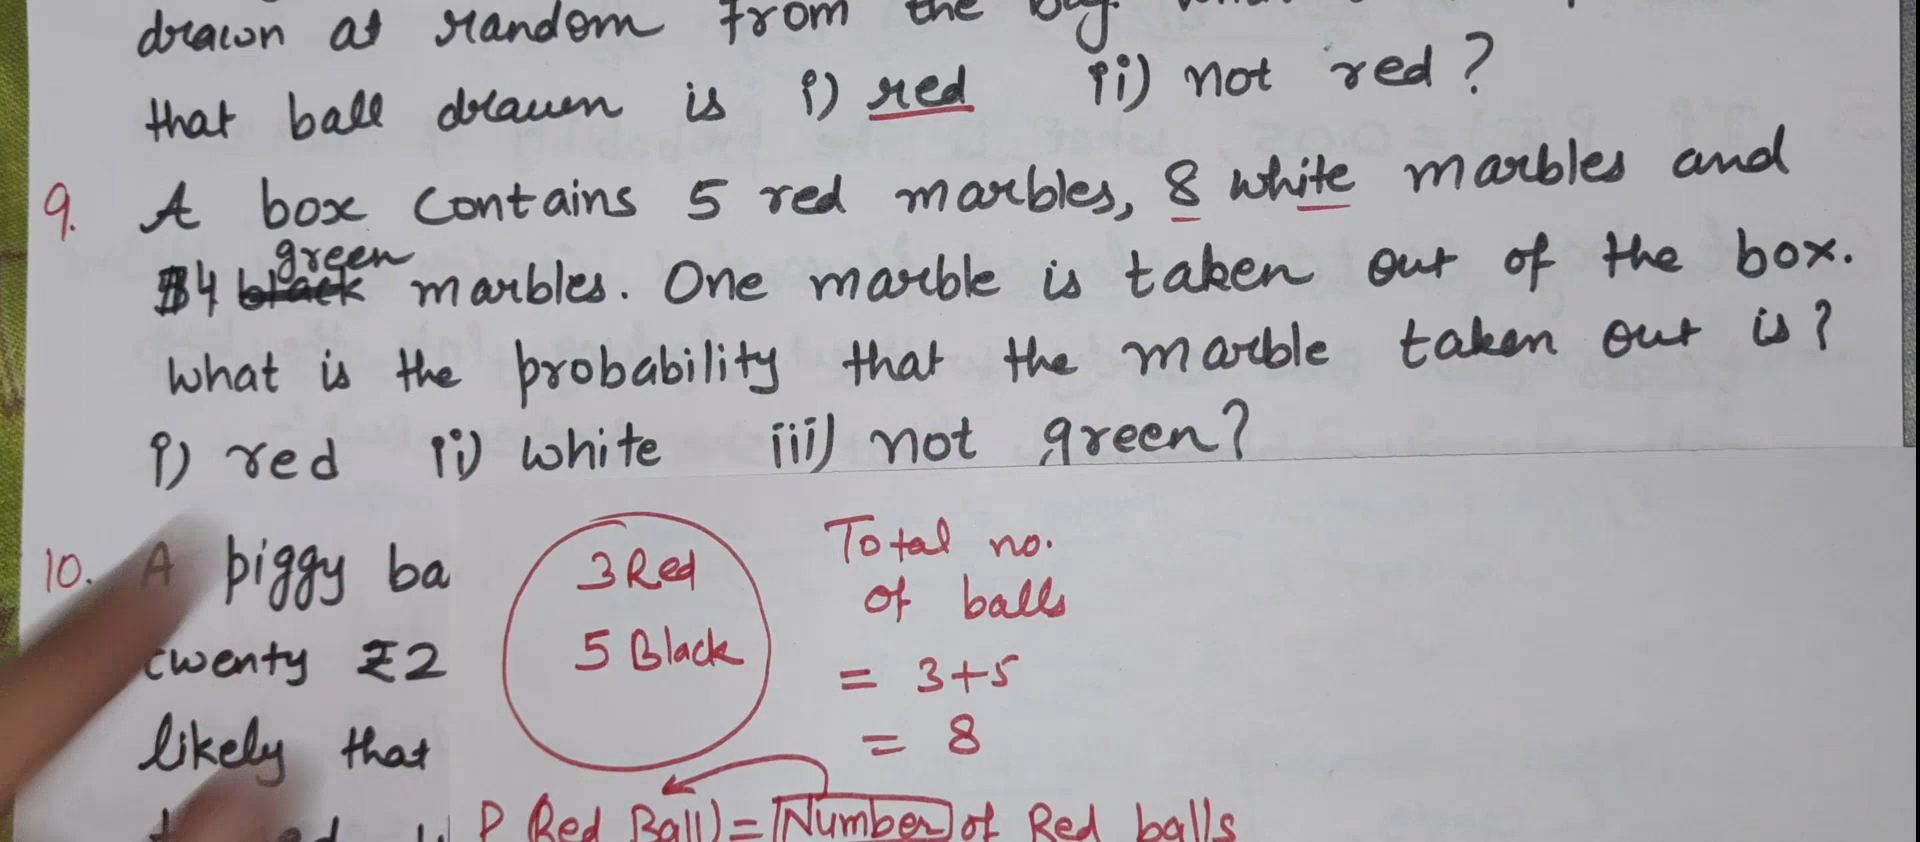 drawn at random from the
that ball drawn is i) red ii) not red?
9. A box contains 5 red marbles, 8 white marbles and
green
4 black marbles. One marble is taken out of the box.
What is the probability that the marble taken out is?
i) red ii) white iii) not green?
10. A piggy ba
twenty ₹2
likely that
3 Red
5 Black
Total no.
of balls
= 3+5
= 8
P (Red Ball) = Number of Red balls